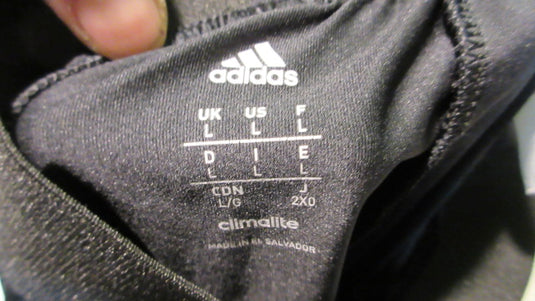 adidas
UK US F
L L L
D I E
L L L
CDN J
L/G 2XO
climalite
MADE IN EL SALVADOR